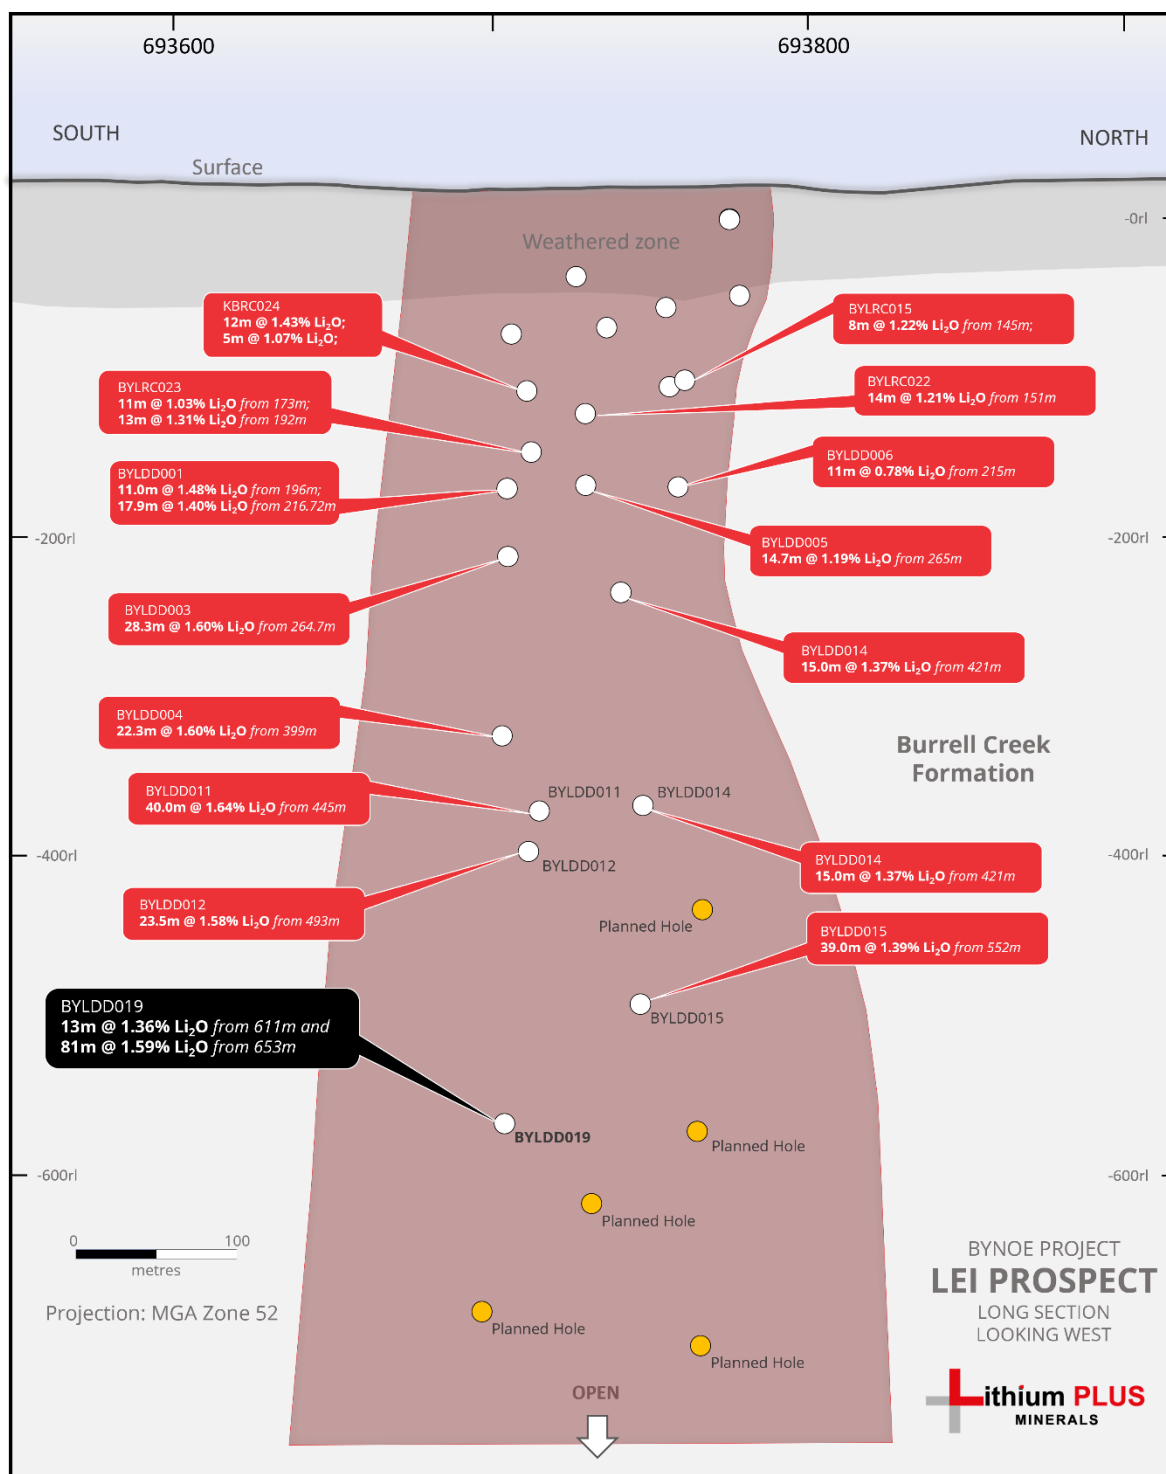 693600
693800
SOUTH
NORTH
Surface
-0rl
Weathered zone
KBRC024
12m @ 1.43% Li₂O;
5m @ 1.07% Li₂O;
BYLRC015
8m @ 1.22% Li₂O from 145m;
BYLRC023
11m @ 1.03% Li₂O from 173m;
13m @ 1.31% Li₂O from 192m
BYLRC022
14m @ 1.21% Li₂O from 151m
BYLDD001
11.0m @ 1.48% Li₂O from 196m;
17.9m @ 1.40% Li₂O from 216.72m
BYLDD006
11m @ 0.78% Li₂O from 215m
-200rl
-200rl
BYLDD005
14.7m @ 1.19% Li₂O from 265m
BYLDD003
28.3m @ 1.60% Li₂O from 264.7m
BYLDD014
15.0m @ 1.37% Li₂O from 421m
BYLDD004
22.3m @ 1.60% Li₂O from 399m
Burrell Creek
Formation
BYLDD011
40.0m @ 1.64% Li₂O from 445m
BYLDD011
BYLDD014
-400rl
BYLDD012
BYLDD014
15.0m @ 1.37% Li₂O from 421m
-400rl
BYLDD012
23.5m @ 1.58% Li₂O from 493m
Planned Hole
BYLDD015
39.0m @ 1.39% Li₂O from 552m
BYLDD019
13m @ 1.36% Li₂O from 611m and
81m @ 1.59% Li₂O from 653m
BYLDD015
BYLDD019
Planned Hole
-600rl
-600rl
Planned Hole
0
100
metres
Projection: MGA Zone 52
Planned Hole
Planned Hole
OPEN
BYNOE PROJECT
LEI PROSPECT
LONG SECTION
LOOKING WEST
Lithium PLUS
MINERALS